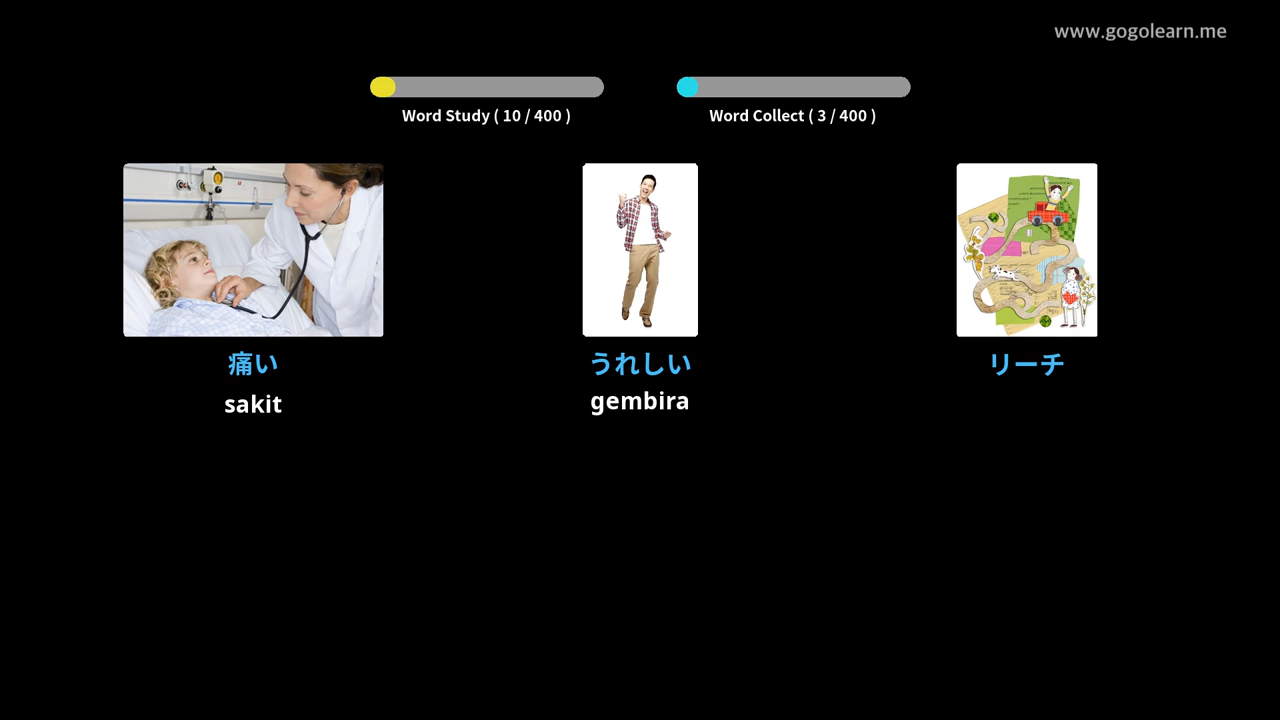 www.gogolearn.me
Word Study ( 10 / 400 )
Word Collect ( 3 / 400 )
痛い
うれしい
リーチ
sakit
gembira